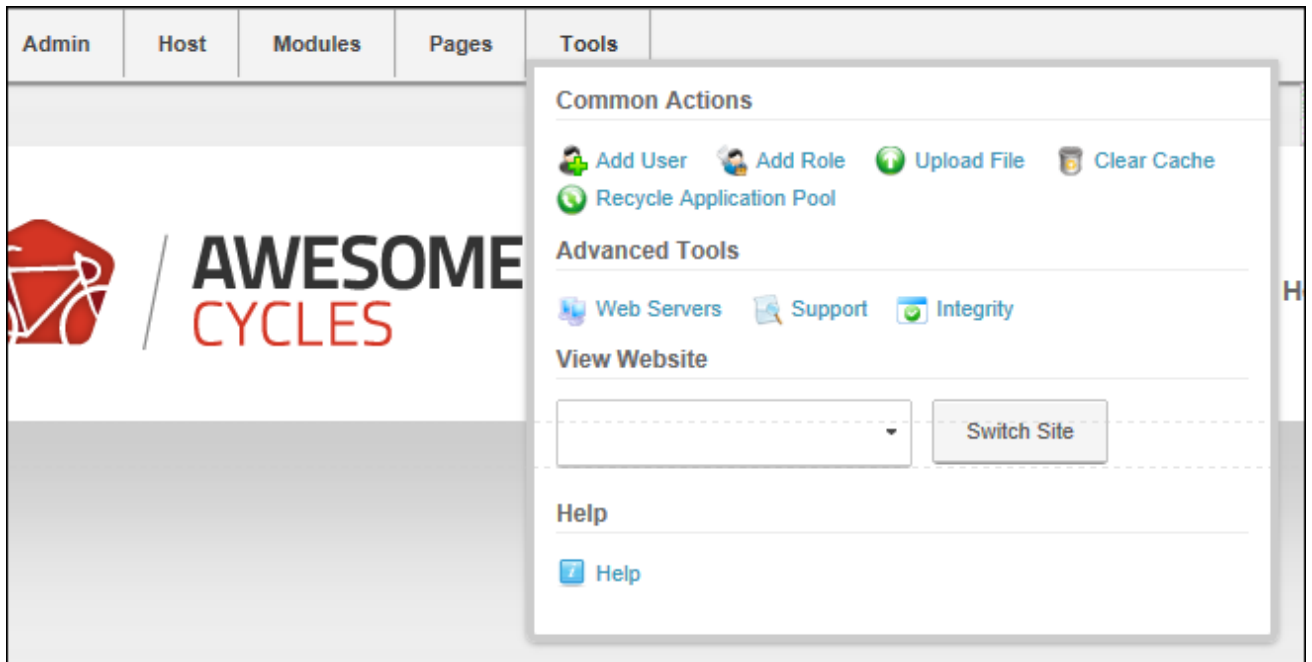 Admin Host Modules Pages Tools
Common Actions
Add User Add Role Upload File Clear Cache
Recycle Application Pool
Advanced Tools
AWESOME
CYCLES
Web Servers Support Integrity
View Website
Switch Site
Help
Help